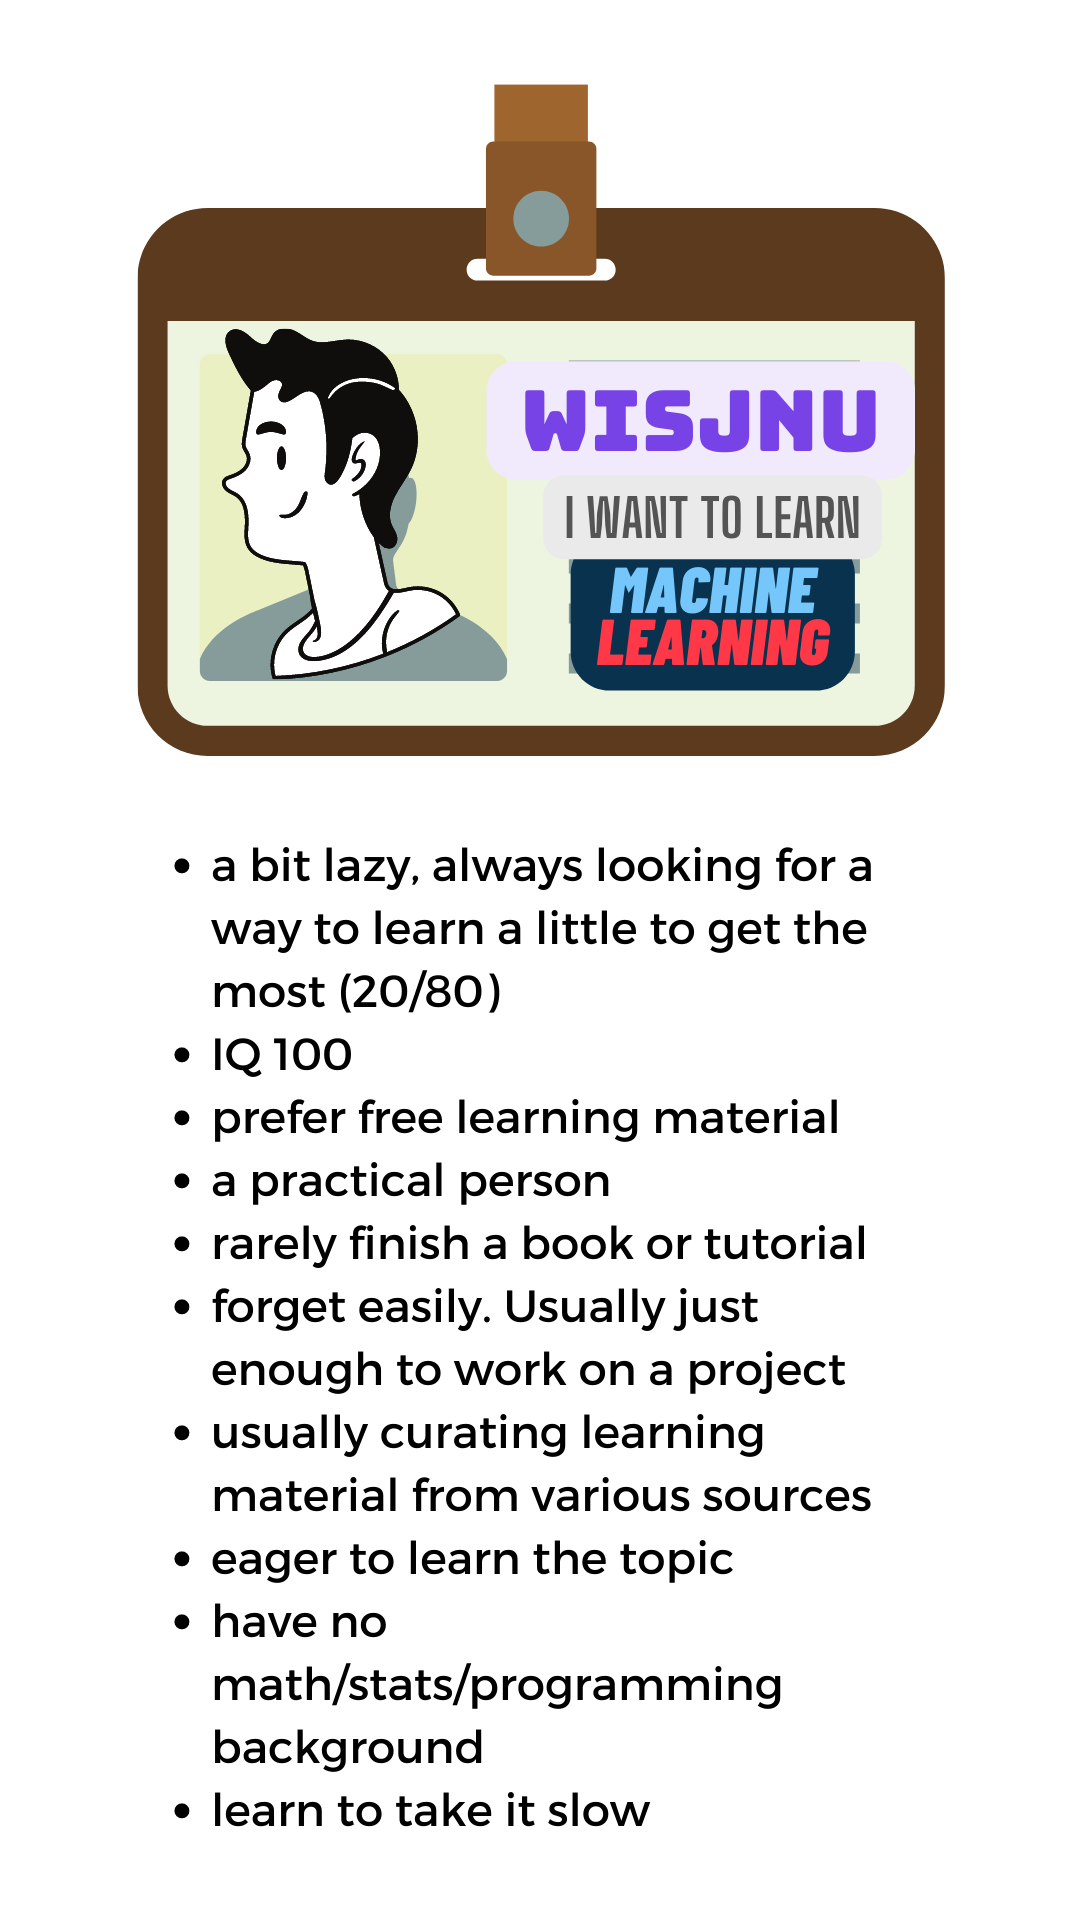 WISJNU
I WANT TO LEARN
MACHINE
LEARNING
• a bit lazy, always looking for a
way to learn a little to get the
most (20/80)
• IQ 100
• prefer free learning material
• a practical person
• rarely finish a book or tutorial
• forget easily. Usually just
enough to work on a project
• usually curating learning
material from various sources
• eager to learn the topic
• have no
math/stats/programming
background
• learn to take it slow